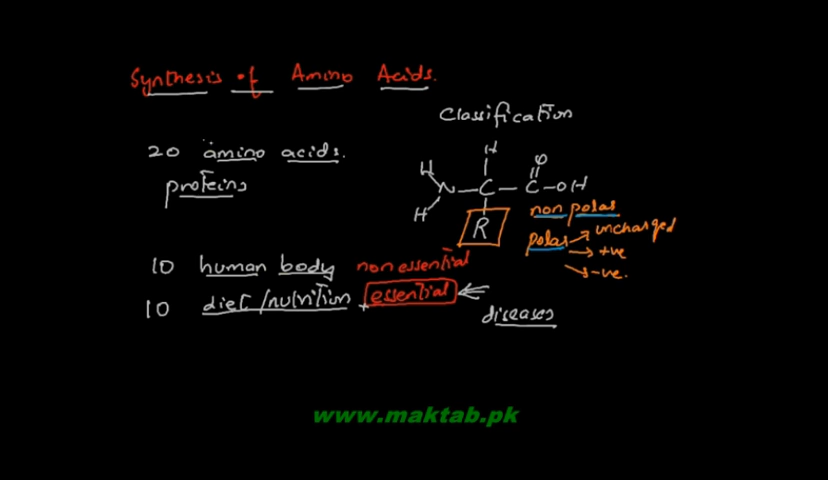 Synthesis of Amino Acids.
Classification
20 amino acids.
proteins
H
H
O
N — C — C — OH
H
R
non polar
polar → uncharged
→ +ve
→ -ve.
10 human body non essential
10 diet/nutrition essential
diseases
www.maktab.pk